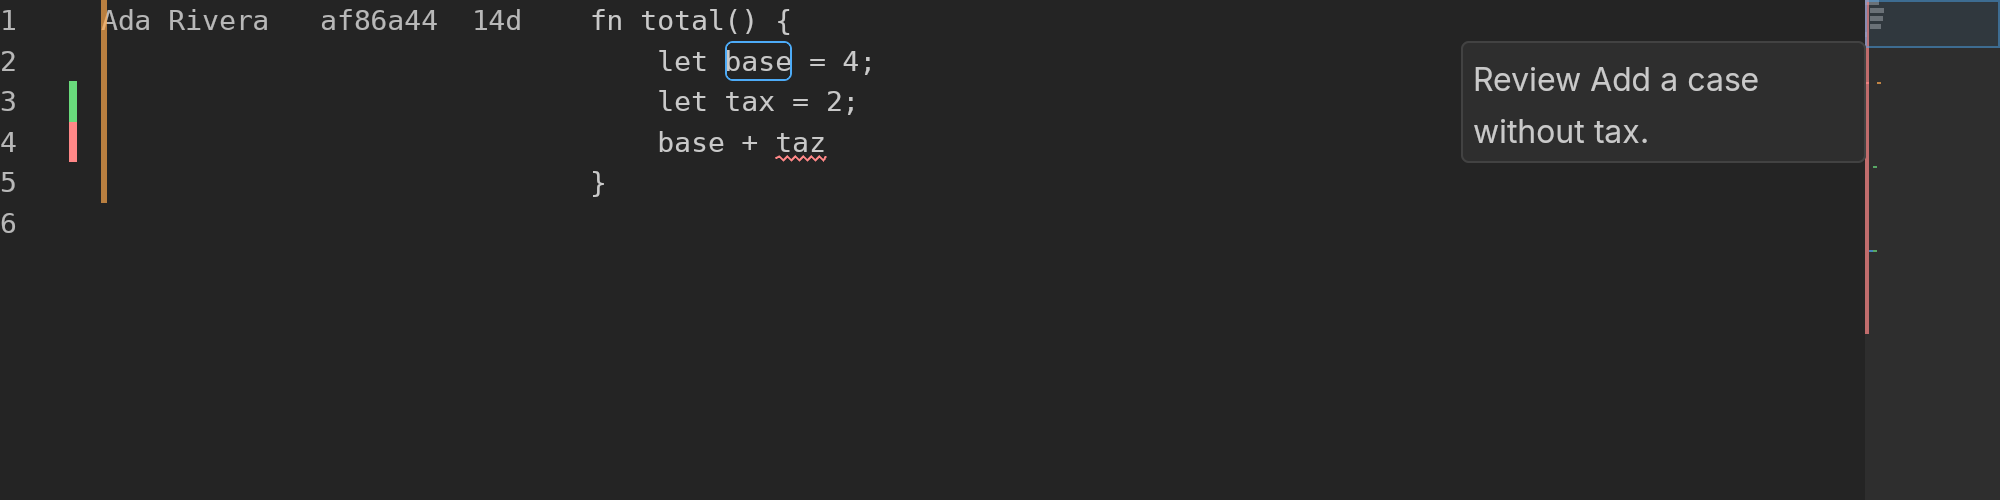 1 Ada Rivera af86a44 14d fn total() {
2 let base = 4;
3 let tax = 2;
4 base + taz
5 }
6
Review Add a case
without tax.